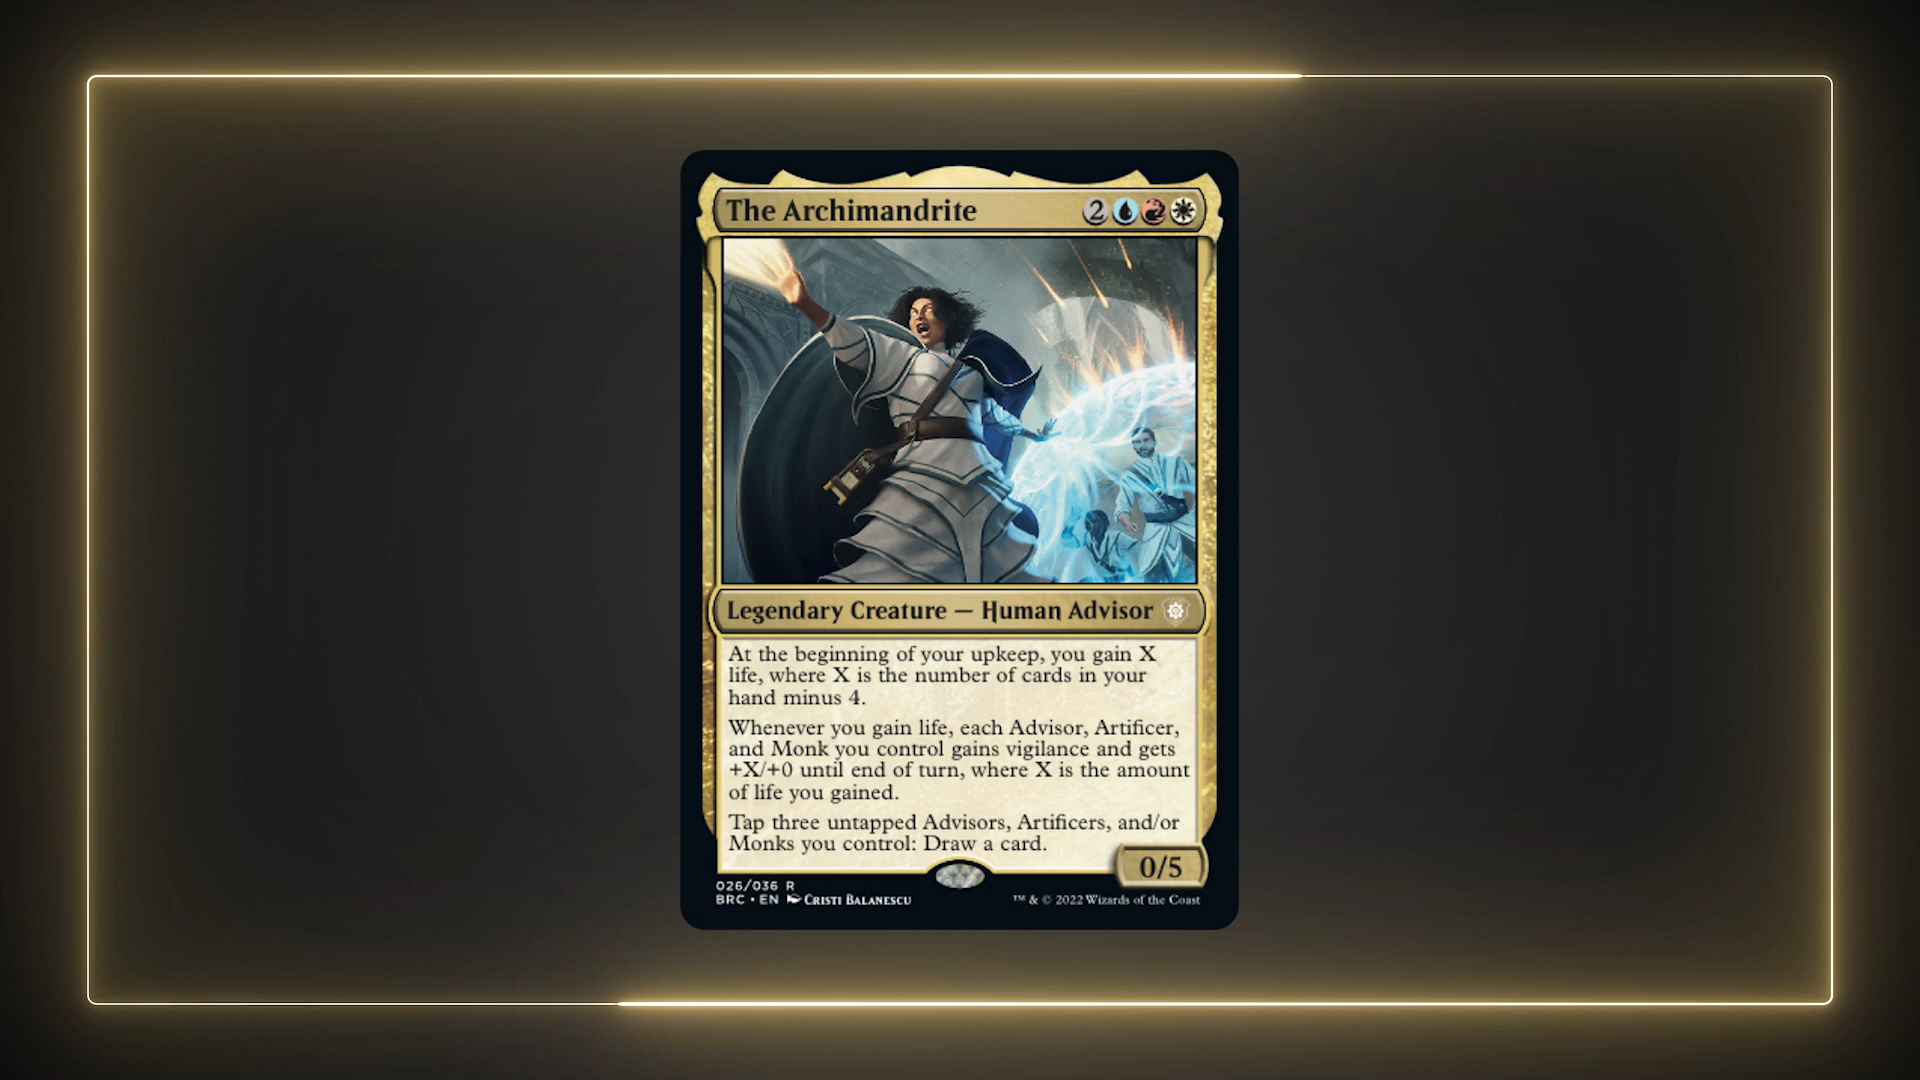 The Archimandrite 2
Legendary Creature — Human Advisor
At the beginning of your upkeep, you gain X
life, where X is the number of cards in your
hand minus 4.
Whenever you gain life, each Advisor, Artificer,
and Monk you control gains vigilance and gets
+X/+0 until end of turn, where X is the amount
of life you gained.
Tap three untapped Advisors, Artificers, and/or
Monks you control: Draw a card.
0/5
026/036 R
BRC • EN Cristi Balanescu
™ & © 2022 Wizards of the Coast